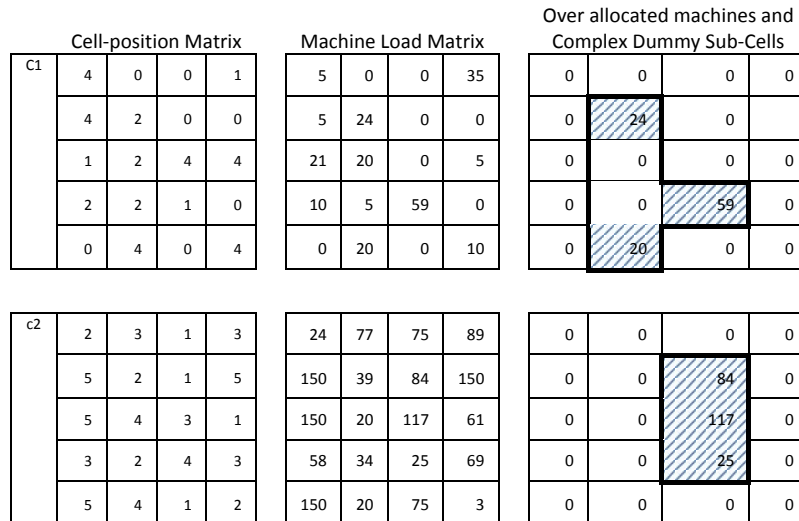 Cell-position Matrix Machine Load Matrix Over allocated machines and
Complex Dummy Sub-Cells
C1 4 0 0 1 5 0 0 35 0 0 0 0
4 2 0 0 5 24 0 0 0 24 0
1 2 4 4 21 20 0 5 0 0 0 0
2 2 1 0 10 5 59 0 0 0 59 0
0 4 0 4 0 20 0 10 0 20 0 0
c2 2 3 1 3 24 77 75 89 0 0 0 0
5 2 1 5 150 39 84 150 0 0 84 0
5 4 3 1 150 20 117 61 0 0 117 0
3 2 4 3 58 34 25 69 0 0 25 0
5 4 1 2 150 20 75 3 0 0 0 0